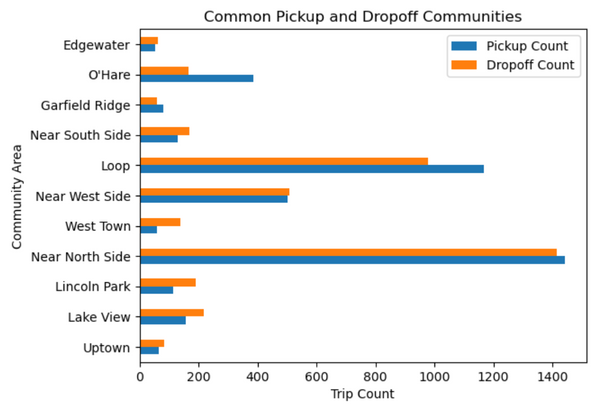 Common Pickup and Dropoff Communities
Pickup Count
Dropoff Count
Community Area
Edgewater
O'Hare
Garfield Ridge
Near South Side
Loop
Near West Side
West Town
Near North Side
Lincoln Park
Lake View
Uptown
0 200 400 600 800 1000 1200 1400
Trip Count